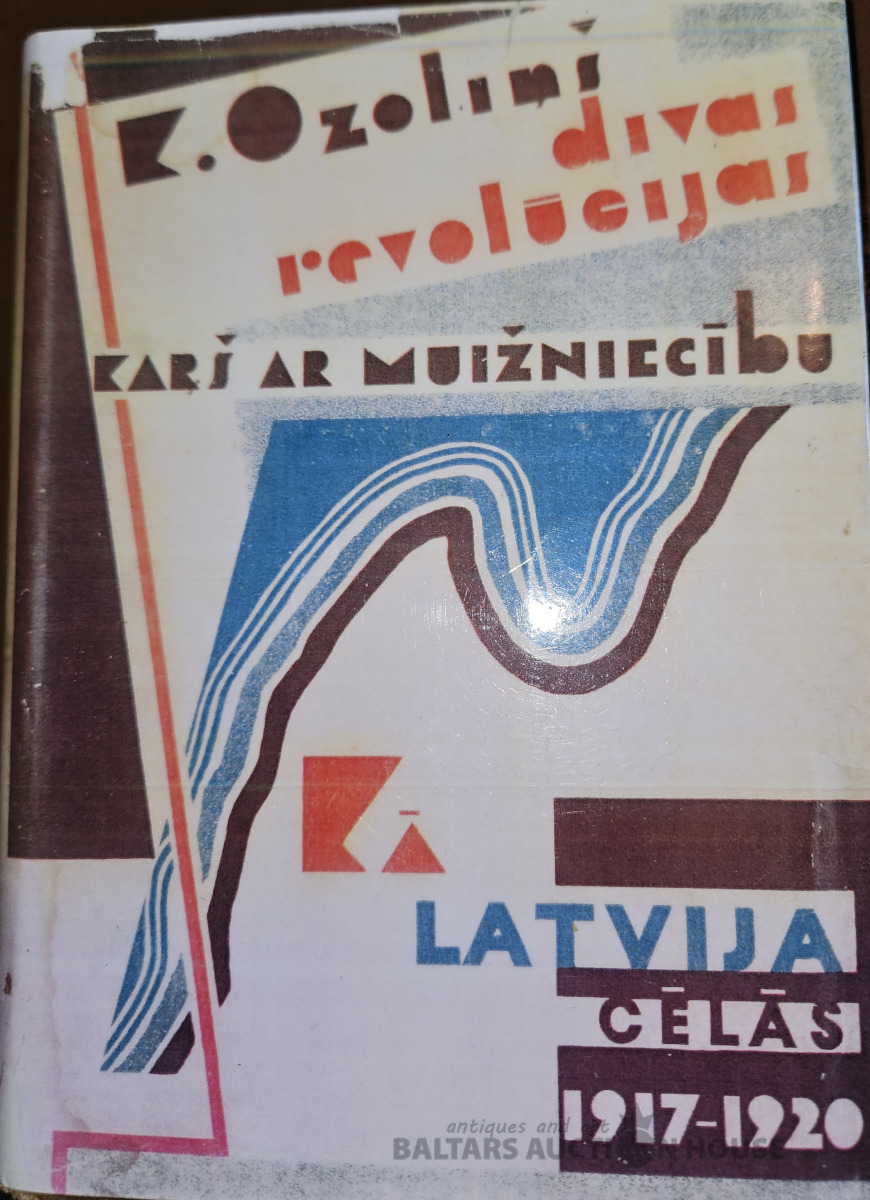 K. Ozoliņš
divas
revolūcijas
KARŠ AR MUIŽNIECĪbU
KĀ
LATVIJA
CĒLĀS
1917-1920
antiques and art
BALTARS AUCTION HOUSE